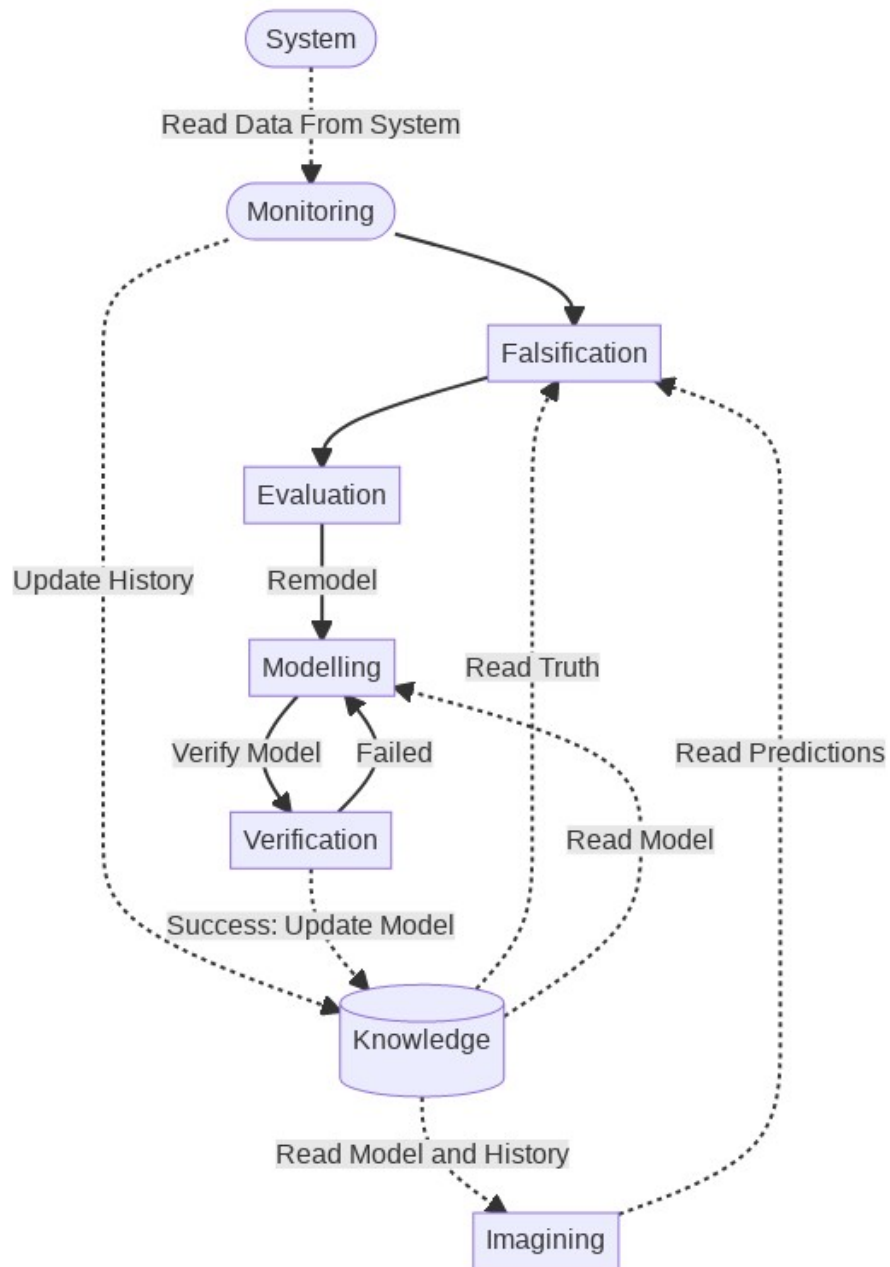 System
Read Data From System
Monitoring
Falsification
Evaluation
Update History
Remodel
Modelling
Read Truth
Verify Model
Failed
Read Predictions
Verification
Read Model
Success: Update Model
Knowledge
Read Model and History
Imagining